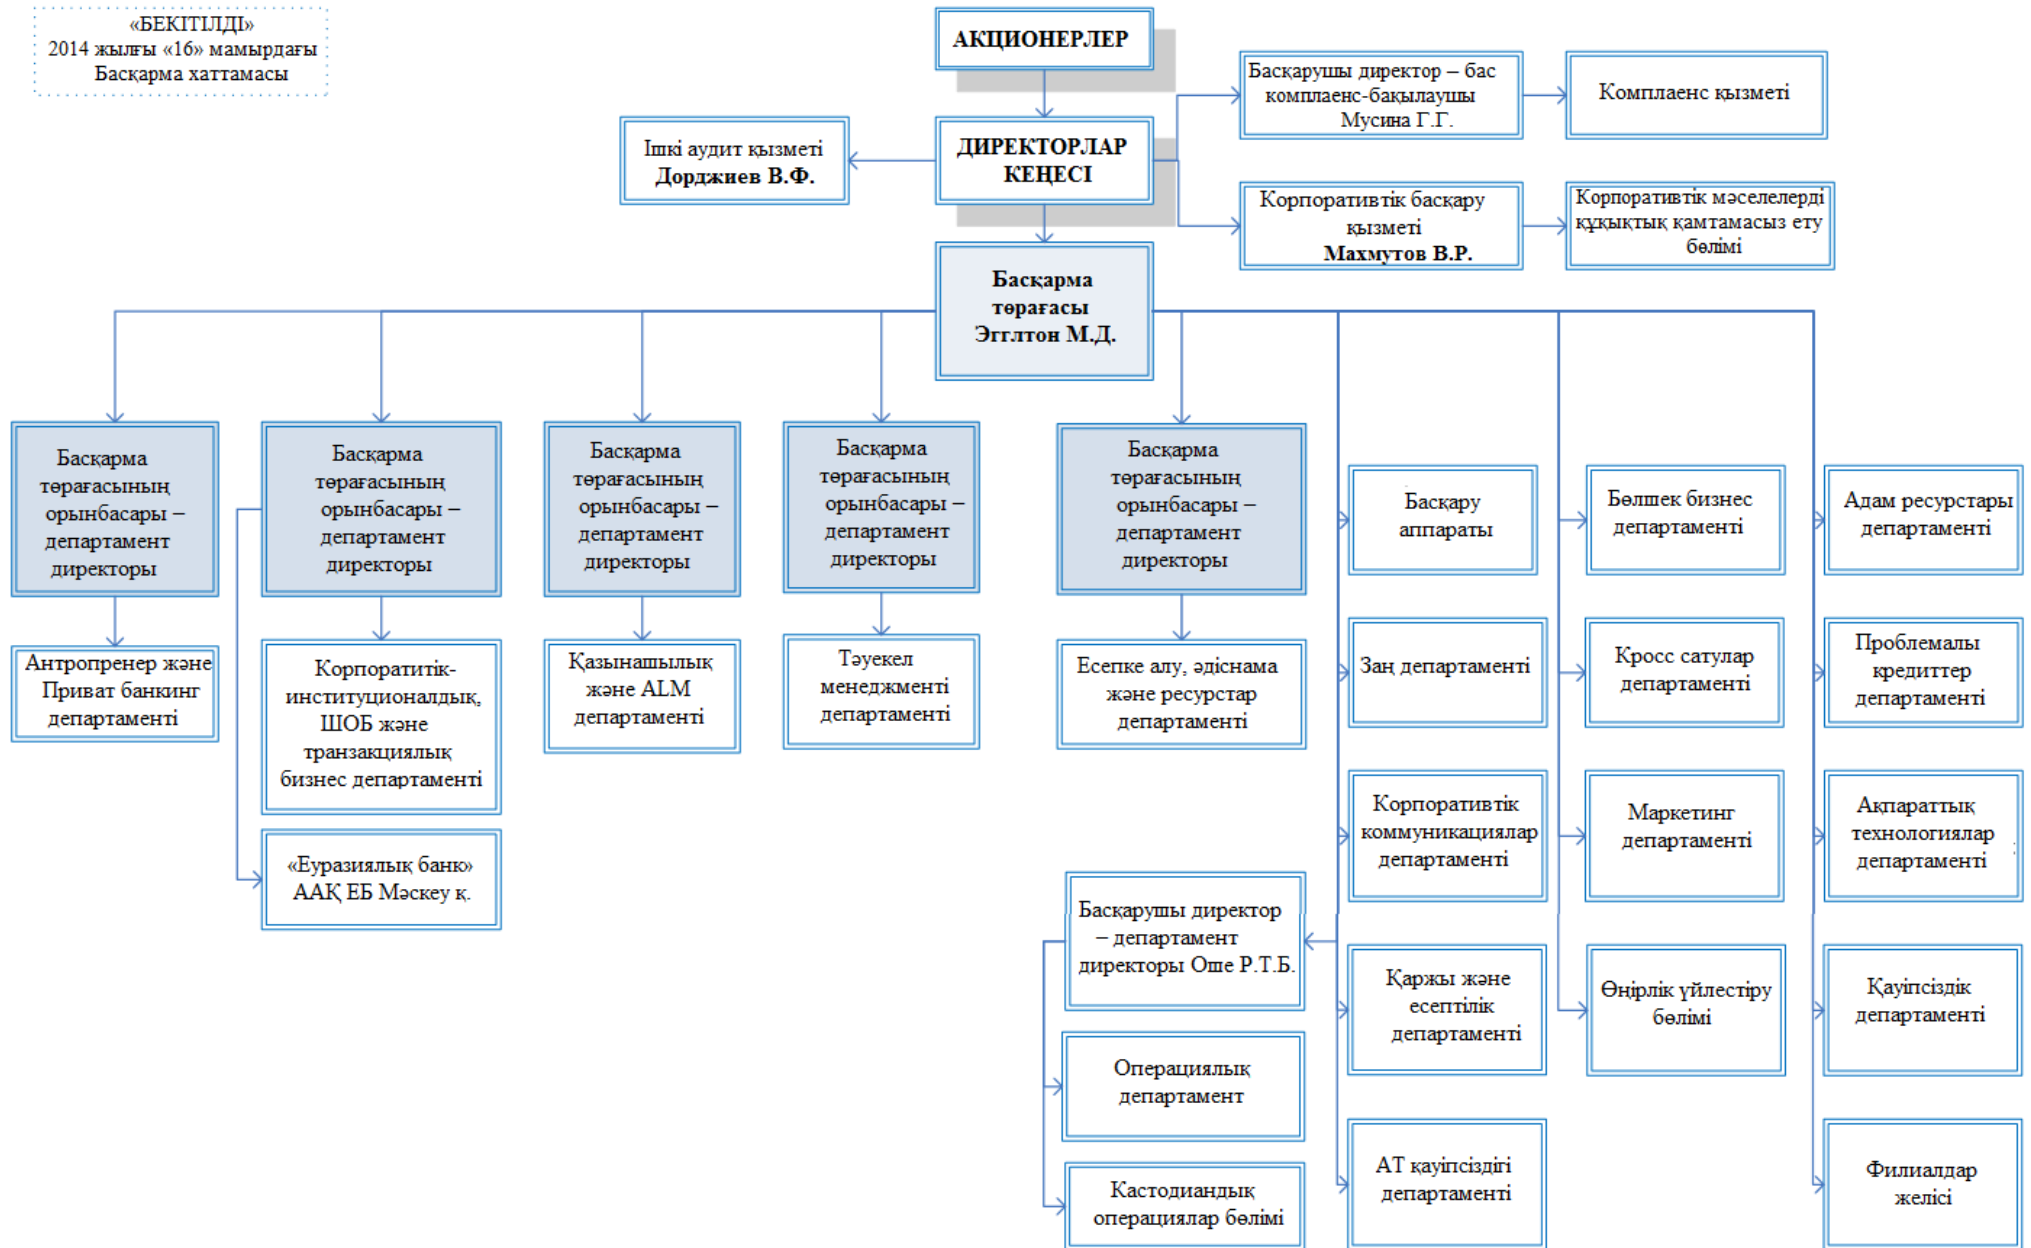 «БЕКІТІЛДІ»
2014 жылғы «16» мамырдағы
Басқарма хаттамасы
АКЦИОНЕРЛЕР
Басқарушы директор – бас
комплаенс-бақылаушы
Мусина Г.Г.
Комплаенс қызметі
Ішкі аудит қызметі
Дорджиев В.Ф.
ДИРЕКТОРЛАР
КЕҢЕСІ
Корпоративтік басқару
қызметі
Махмутов В.Р.
Корпоративтік мәселелерді
құқықтық қамтамасыз ету
бөлімі
Басқарма
төрағасы
Эгглтон М.Д.
Басқарма
төрағасының
орынбасары –
департамент
директоры
Басқарма
төрағасының
орынбасары –
департамент
директоры
Басқарма
төрағасының
орынбасары –
департамент
директоры
Басқарма
төрағасының
орынбасары –
департамент
директоры
Басқарма
төрағасының
орынбасары –
департамент
директоры
Басқару
аппараты
Бөлшек бизнес
департаменті
Адам ресурстары
департаменті
Антропренер және
Приват банкинг
департаменті
Корпоратитік-
институционалдық,
ШОБ және
транзакциялық
бизнес департаменті
Қазынашылық
және ALM
департаменті
Тәуекел
менеджменті
департаменті
Есепке алу, әдіснама
және ресурстар
департаменті
Заң департаменті
Кросс сатулар
департаменті
Проблемалы
кредиттер
департаменті
«Еуразиялық банк»
ААҚ ЕБ Мәскеу қ.
Корпоративтік
коммуникациялар
департаменті
Маркетинг
департаменті
Ақпараттық
технологиялар
департаменті
Басқарушы директор
– департамент
директоры Оше Р.Т.Б.
Қаржы және
есептілік
департаменті
Өңірлік үйлестіру
бөлімі
Қауіпсіздік
департаменті
Операциялық
департамент
Кастодиандық
операциялар бөлімі
АТ қауіпсіздігі
департаменті
Филиалдар
желісі